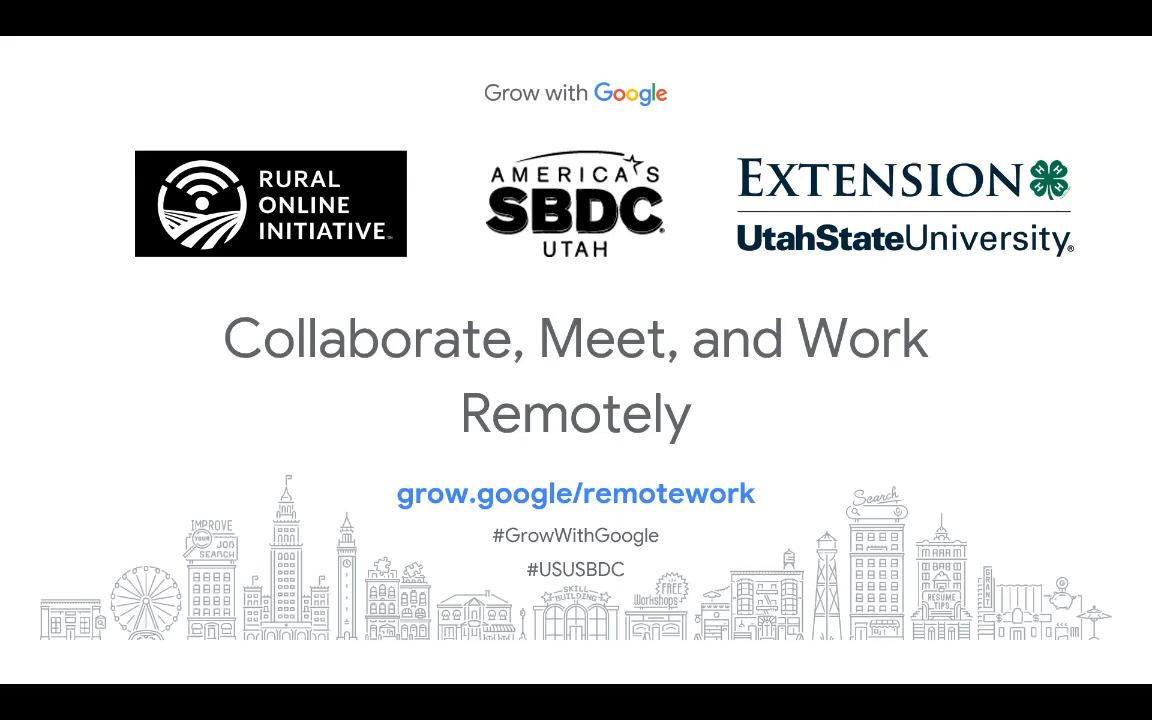 Grow with Google
RURAL
ONLINE
INITIATIVE™
AMERICA'S
SBDC®
UTAH
EXTENSION
H H H H
UtahStateUniversity®
Collaborate, Meet, and Work
Remotely
grow.google/remotework
#GrowWithGoogle
#USUSBDC
IMPROVE
YOUR JOB
SEARCH
SKILL
BUILDING
FREE
Workshops
Search
RESUME
TIPS
G
$ $